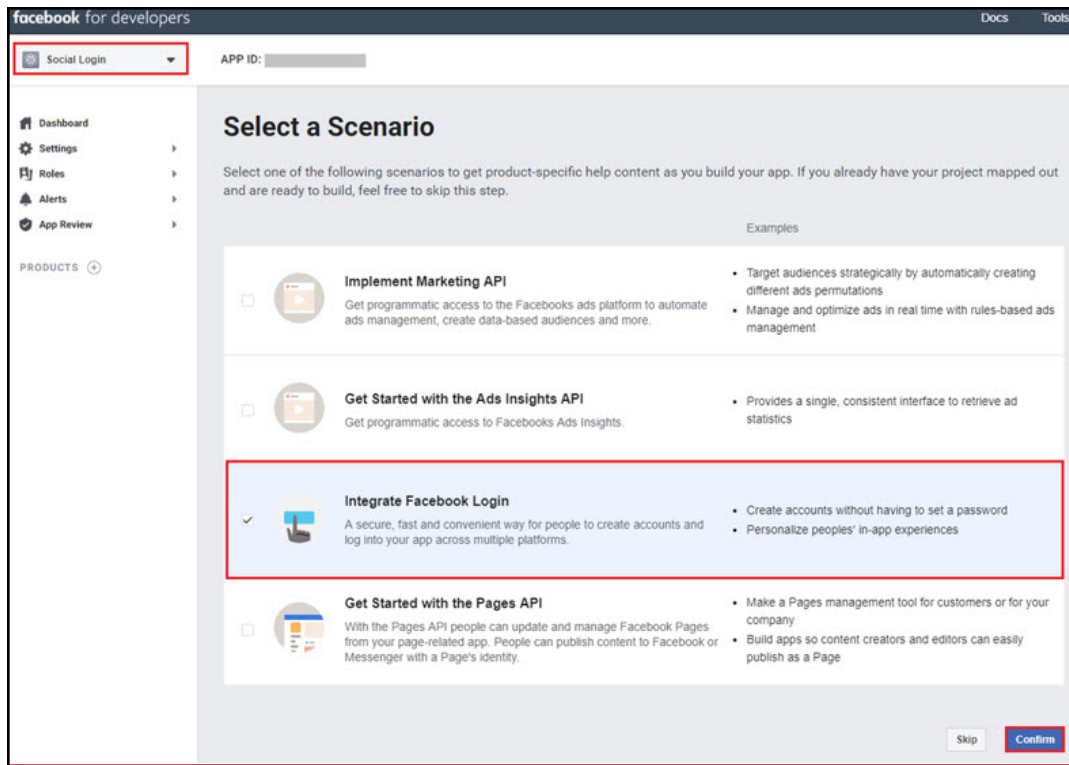 facebook for developers
Docs Tools
Social Login
APP ID:
Dashboard
Settings
Roles
Alerts
App Review
PRODUCTS
Select a Scenario
Select one of the following scenarios to get product-specific help content as you build your app. If you already have your project mapped out
and are ready to build, feel free to skip this step.
Examples
Implement Marketing API
Get programmatic access to the Facebooks ads platform to automate
ads management, create data-based audiences and more.
• Target audiences strategically by automatically creating
different ads permutations
• Manage and optimize ads in real time with rules-based ads
management
Get Started with the Ads Insights API
Get programmatic access to Facebooks Ads Insights.
• Provides a single, consistent interface to retrieve ad
statistics
Integrate Facebook Login
A secure, fast and convenient way for people to create accounts and
log into your app across multiple platforms.
• Create accounts without having to set a password
• Personalize peoples' in-app experiences
Get Started with the Pages API
With the Pages API people can update and manage Facebook Pages
from your page-related app. People can publish content to Facebook or
Messenger with a Page's identity.
• Make a Pages management tool for customers or for your
company
• Build apps so content creators and editors can easily
publish as a Page
Skip
Confirm